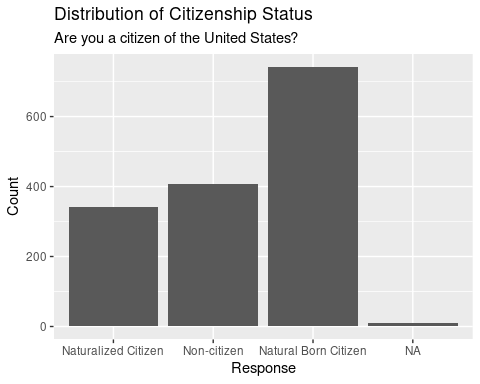 Distribution of Citizenship Status
Are you a citizen of the United States?
600
400
200
0
Count
Naturalized Citizen
Non-citizen
Natural Born Citizen
NA
Response